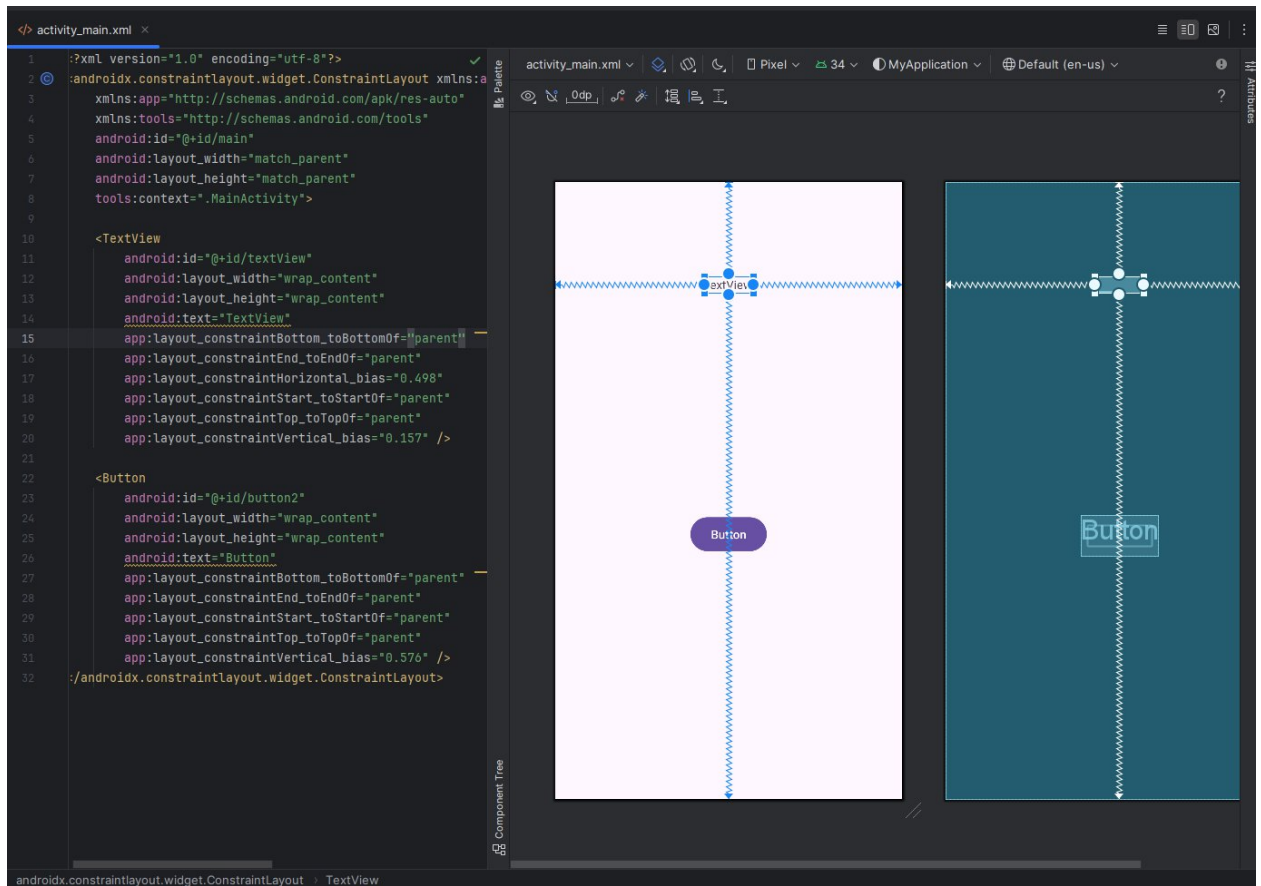 </> activity_main.xml ×
1 :?xml version="1.0" encoding="utf-8"?>
2 © :androidx.constraintlayout.widget.ConstraintLayout xmlns:a
3 xmlns:app="http://schemas.android.com/apk/res-auto"
4 xmlns:tools="http://schemas.android.com/tools"
5 android:id="@+id/main"
6 android:layout_width="match_parent"
7 android:layout_height="match_parent"
8 tools:context=".MainActivity">
9
10 <TextView
11 android:id="@+id/textView"
12 android:layout_width="wrap_content"
13 android:layout_height="wrap_content"
14 android:text="TextView"
15 app:layout_constraintBottom_toBottomOf="parent"
16 app:layout_constraintEnd_toEndOf="parent"
17 app:layout_constraintHorizontal_bias="0.498"
18 app:layout_constraintStart_toStartOf="parent"
19 app:layout_constraintTop_toTopOf="parent"
20 app:layout_constraintVertical_bias="0.157" />
21
22 <Button
23 android:id="@+id/button2"
24 android:layout_width="wrap_content"
25 android:layout_height="wrap_content"
26 android:text="Button"
27 app:layout_constraintBottom_toBottomOf="parent"
28 app:layout_constraintEnd_toEndOf="parent"
29 app:layout_constraintStart_toStartOf="parent"
30 app:layout_constraintTop_toTopOf="parent"
31 app:layout_constraintVertical_bias="0.576" />
32 :/androidx.constraintlayout.widget.ConstraintLayout>
Palette
Component Tree
activity_main.xml Pixel 34 MyApplication Default (en-us)
0dp ?
extView
Button
Button
Attributes
androidx.constraintlayout.widget.ConstraintLayout > TextView